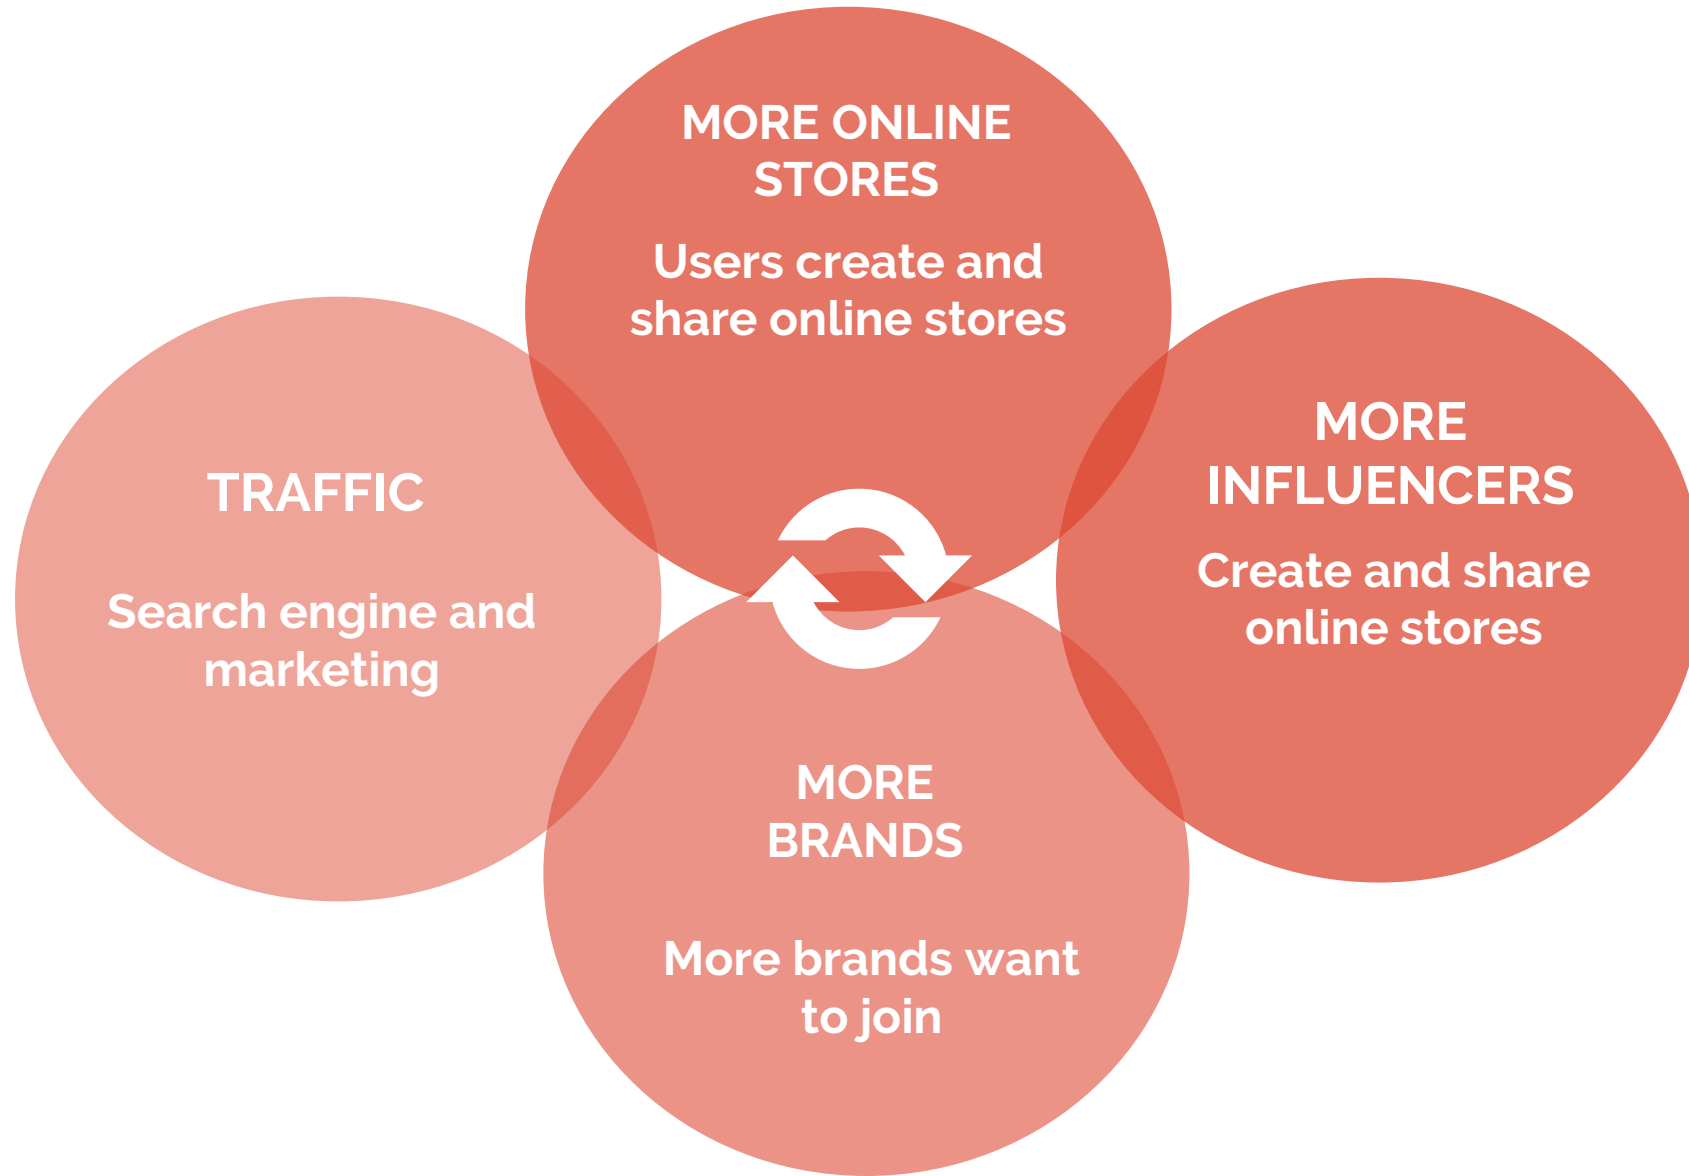 MORE ONLINE
STORES
Users create and
share online stores
TRAFFIC
Search engine and
marketing
MORE
INFLUENCERS
Create and share
online stores
MORE
BRANDS
More brands want
to join